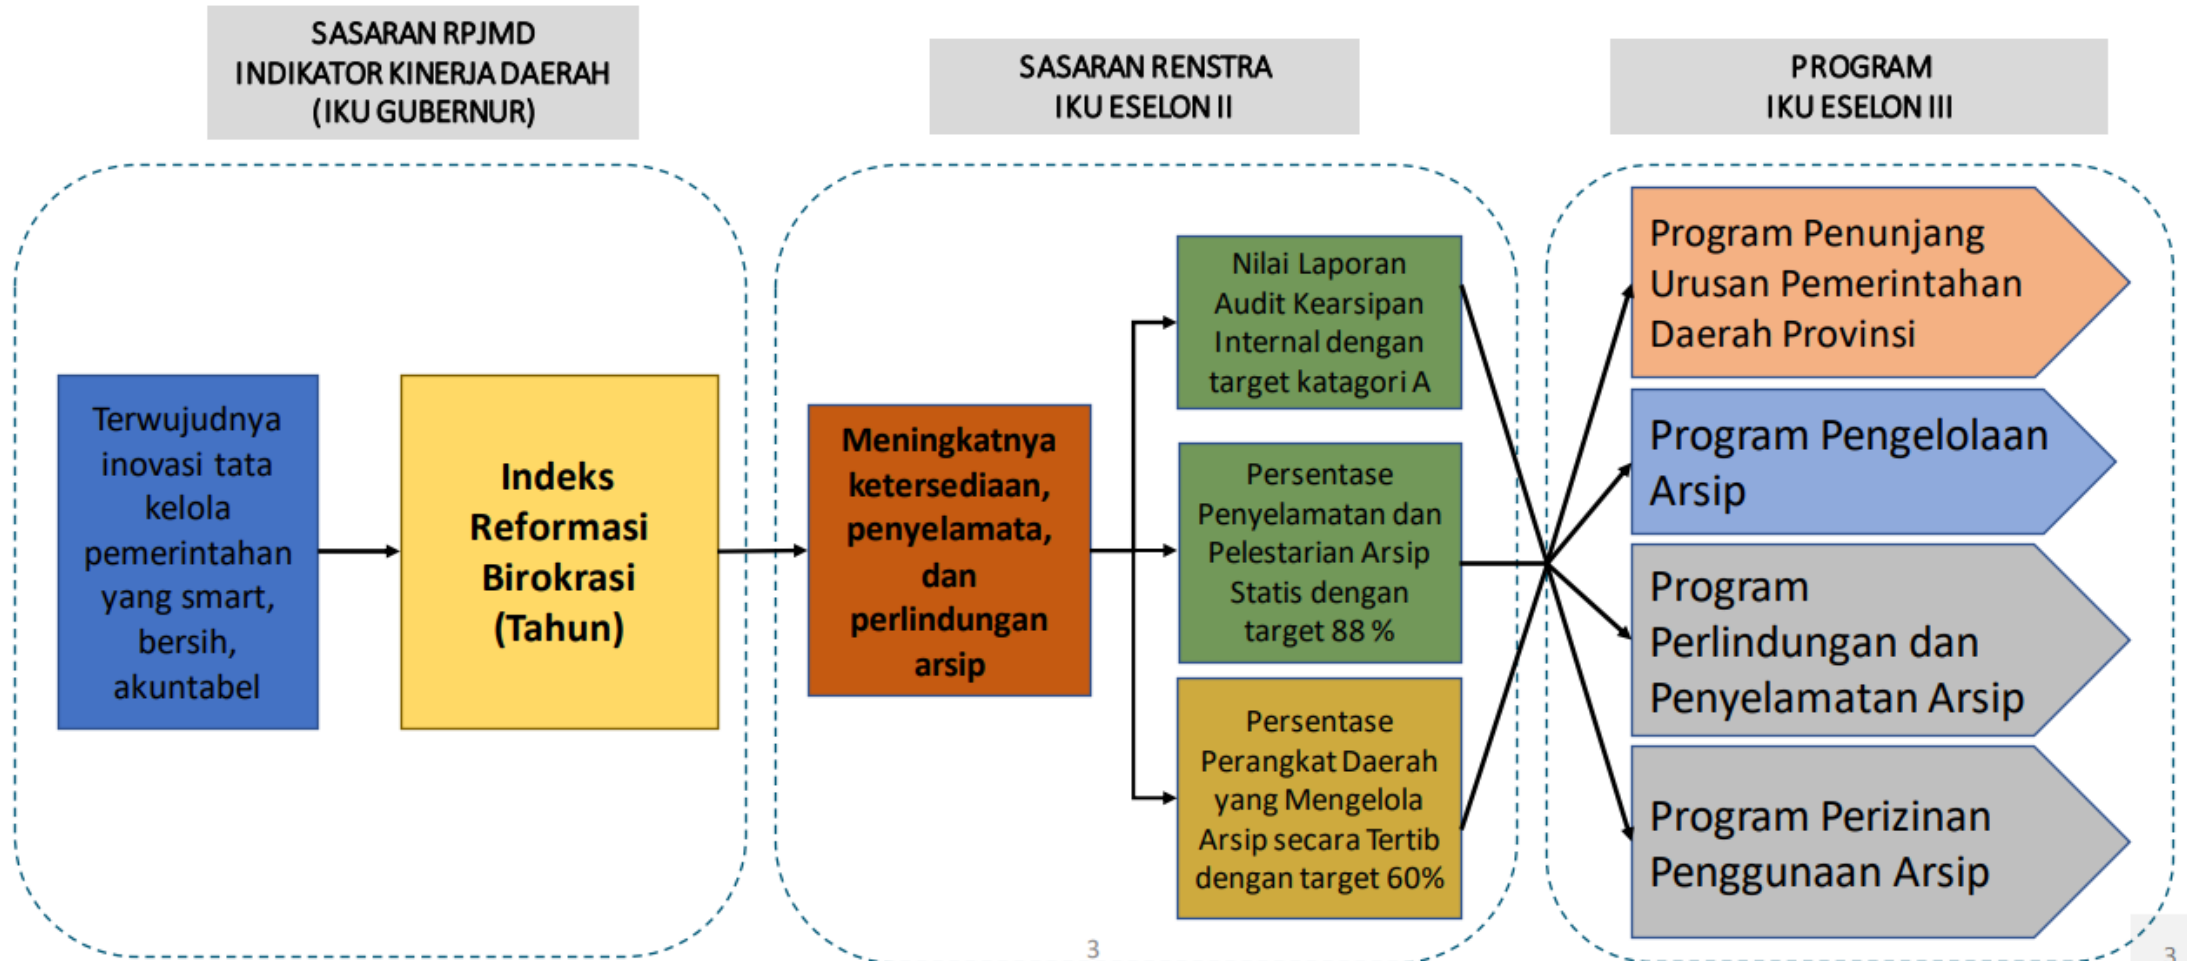 SASARAN RPJMD
INDIKATOR KINERJA DAERAH
(IKU GUBERNUR)
SASARAN RENSTRA
IKU ESELON II
PROGRAM
IKU ESELON III
Terwujudnya
inovasi tata
kelola
pemerintahan
yang smart,
bersih,
akuntabel
Indeks
Reformasi
Birokrasi
(Tahun)
Meningkatnya
ketersediaan,
penyelamata,
dan
perlindungan
arsip
Nilai Laporan
Audit Kearsipan
Internal dengan
target katagori A
Persentase
Penyelamatan dan
Pelestarian Arsip
Statis dengan
target 88 %
Persentase
Perangkat Daerah
yang Mengelola
Arsip secara Tertib
dengan target 60%
Program Penunjang
Urusan Pemerintahan
Daerah Provinsi
Program Pengelolaan
Arsip
Program
Perlindungan dan
Penyelamatan Arsip
Program Perizinan
Penggunaan Arsip
3
3